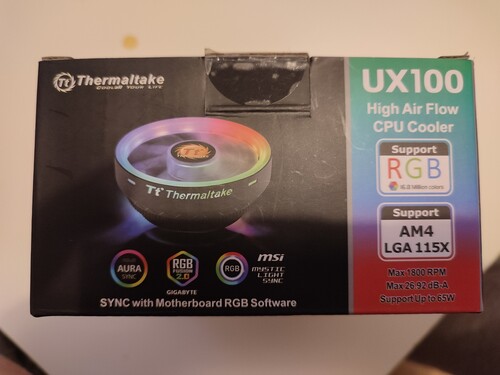 Tt Thermaltake
COOLER YOUR LIFE
UX100
High Air Flow
CPU Cooler
Support
RGB
16.8 Million colors
Support
AM4
LGA 115X
Max 1800 RPM
Max 26.92 dB-A
Support Up to 65W
Tt Thermaltake
AURA
SYNC
RGB
FUSION
2.0
GIGABYTE
RGB
msi
MYSTIC
LIGHT
SYNC
SYNC with Motherboard RGB Software